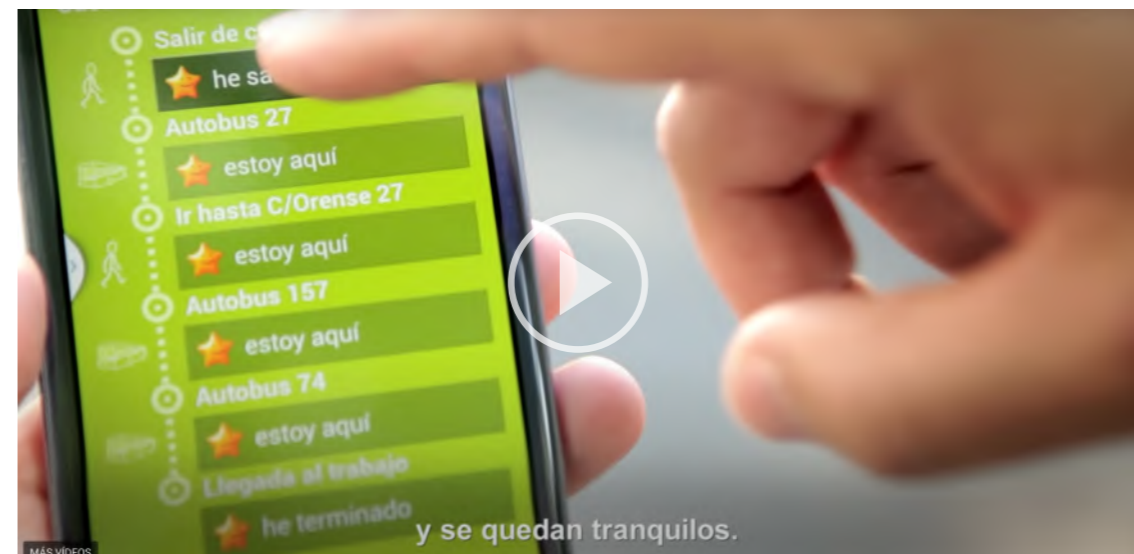 Salir de
he sa
Autobus 27
estoy aquí
Ir hasta C/Orense 27
estoy aquí
Autobus 157
estoy aquí
Autobus 74
estoy aquí
Llegada al trabajo
he terminado
y se quedan tranquilos.
MÁS VÍDEOS